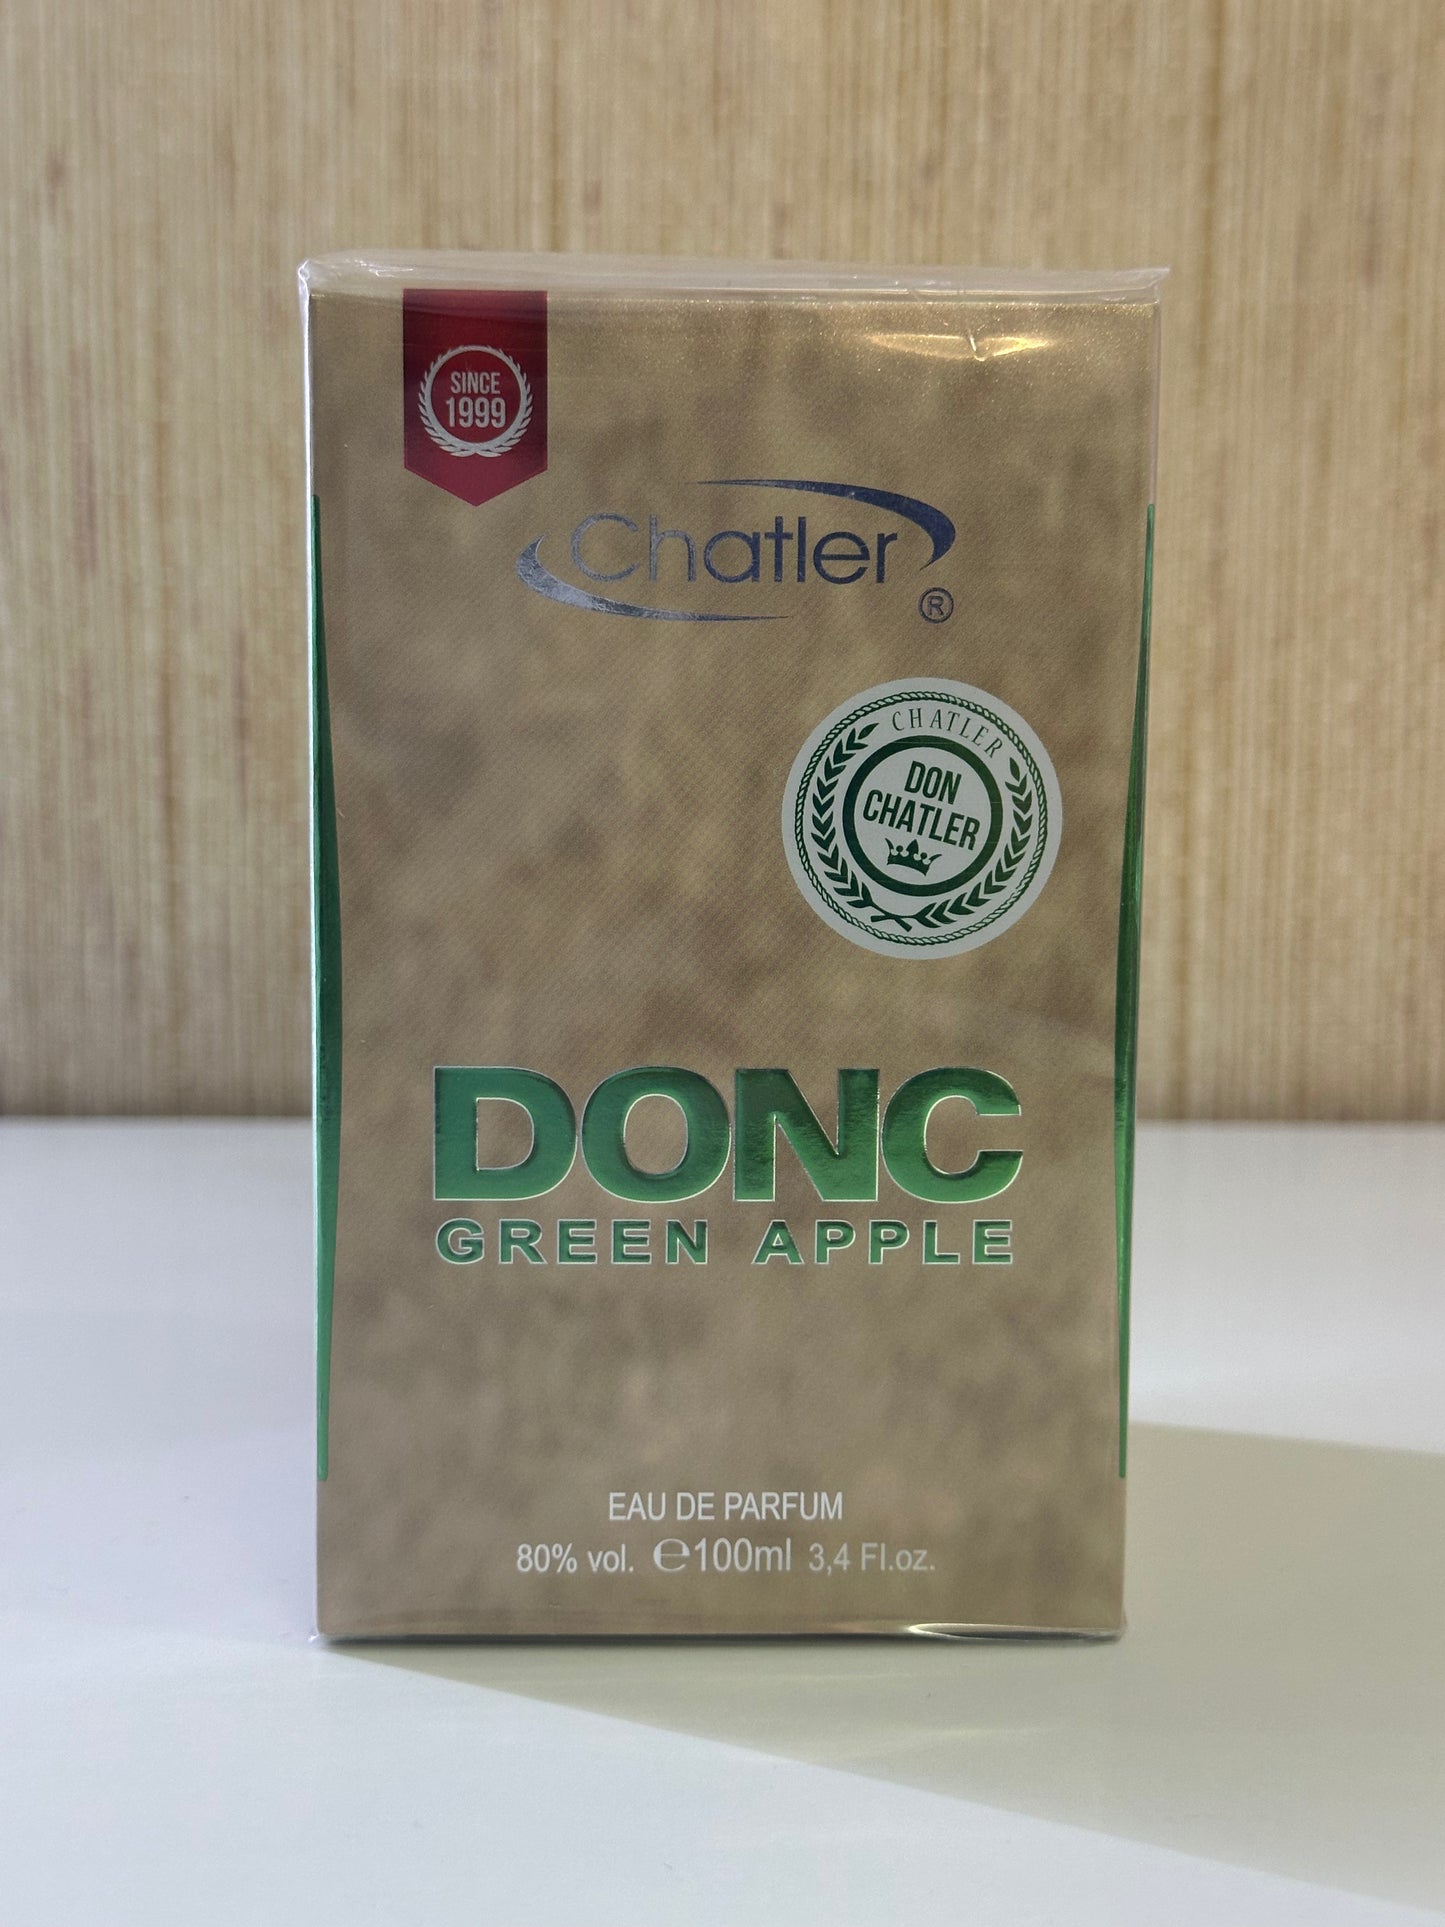 SINCE
1999
Chatler
®
CHATLER
DON
CHATLER
DONC
GREEN APPLE
EAU DE PARFUM
80% vol. ℮100ml 3,4 Fl.oz.